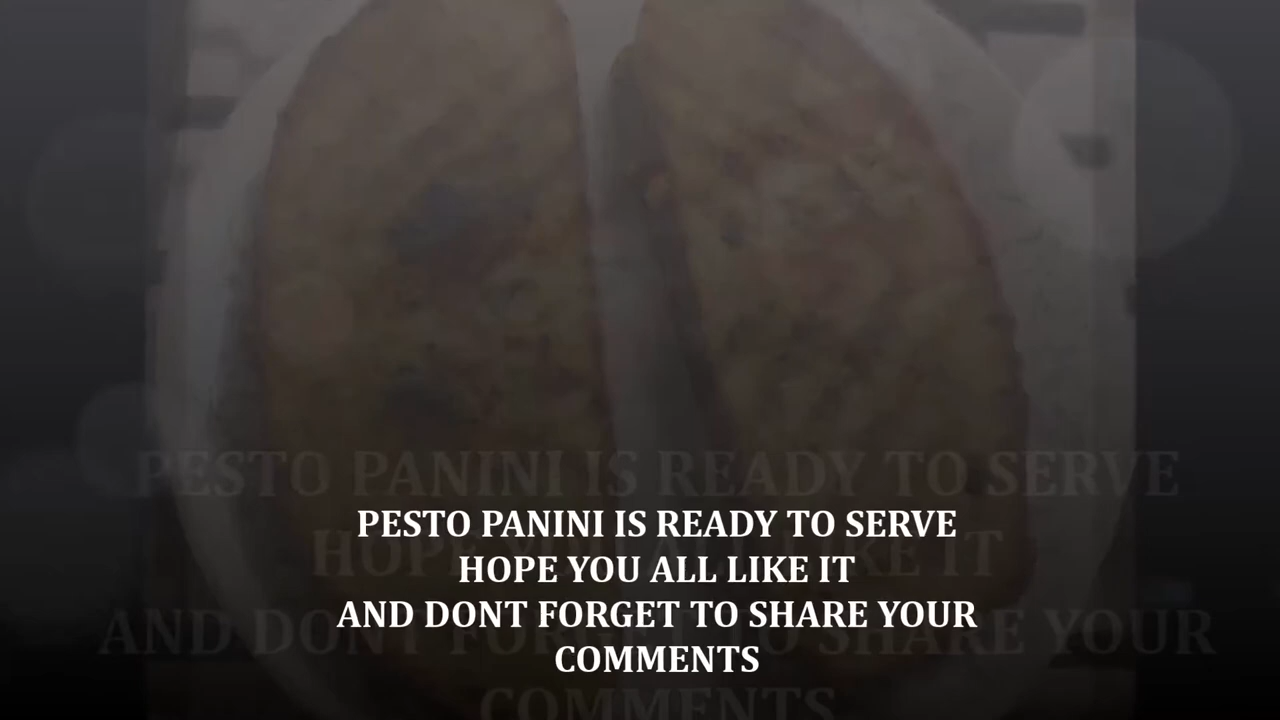 PESTO PANINI IS READY TO SERVE
HOPE YOU ALL LIKE IT
AND DONT FORGET TO SHARE YOUR
COMMENTS